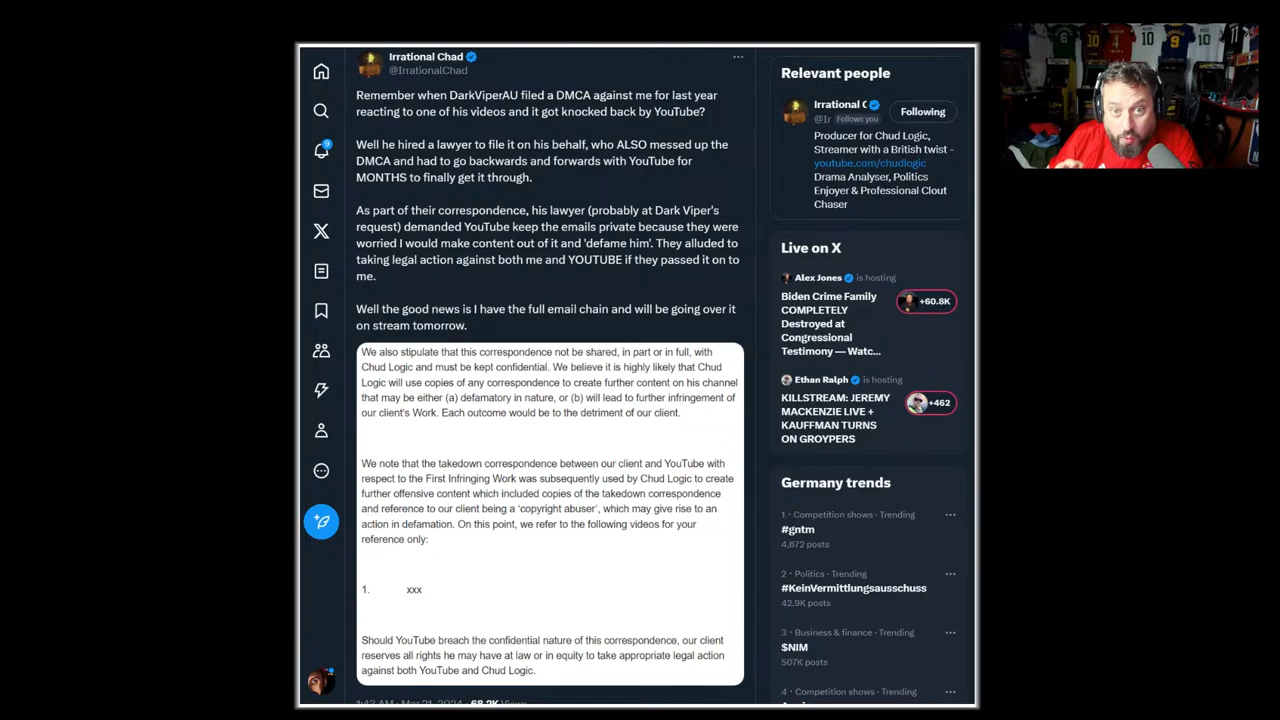 Irrational Chad
@IrrationalChad
Remember when DarkViperAU filed a DMCA against me for last year
reacting to one of his videos and it got knocked back by YouTube?
Well he hired a lawyer to file it on his behalf, who ALSO messed up the
DMCA and had to go backwards and forwards with YouTube for
MONTHS to finally get it through.
As part of their correspondence, his lawyer (probably at Dark Viper's
request) demanded YouTube keep the emails private because they were
worried I would make content out of it and 'defame him'. They alluded to
taking legal action against both me and YOUTUBE if they passed it on to
me.
Well the good news is I have the full email chain and will be going over it
on stream tomorrow.
We also stipulate that this correspondence not be shared, in part or in full, with
Chud Logic and must be kept confidential. We believe it is highly likely that Chud
Logic will use copies of any correspondence to create further content on his channel
that may be either (a) defamatory in nature, or (b) will lead to further infringement of
our client's Work. Each outcome would be to the detriment of our client.
We note that the takedown correspondence between our client and YouTube with
respect to the First Infringing Work was subsequently used by Chud Logic to create
further offensive content which included copies of the takedown correspondence
and reference to our client being a 'copyright abuser', which may give rise to an
action in defamation. On this point, we refer to the following videos for your
reference only:
1. xxx
Should YouTube breach the confidential nature of this correspondence, our client
reserves all rights he may have at law or in equity to take appropriate legal action
against both YouTube and Chud Logic.
1:43 AM · Mar 21, 2024 · 68.2K Views
9
Relevant people
Irrational C
@Ir Follows you
Following
Producer for Chud Logic,
Streamer with a British twist -
youtube.com/chudlogic
Drama Analyser, Politics
Enjoyer & Professional Clout
Chaser
Live on X
Alex Jones is hosting
Biden Crime Family
COMPLETELY
Destroyed at
Congressional
Testimony — Watc...
+60.8K
Ethan Ralph is hosting
KILLSTREAM: JEREMY
MACKENZIE LIVE +
KAUFFMAN TURNS
ON GROYPERS
+462
Germany trends
1 · Competition shows · Trending
#gntm
4,672 posts
2 · Politics · Trending
#KeinVermittlungsausschuss
42.9K posts
3 · Business & finance · Trending
$NIM
507K posts
4 · Competition shows · Trending